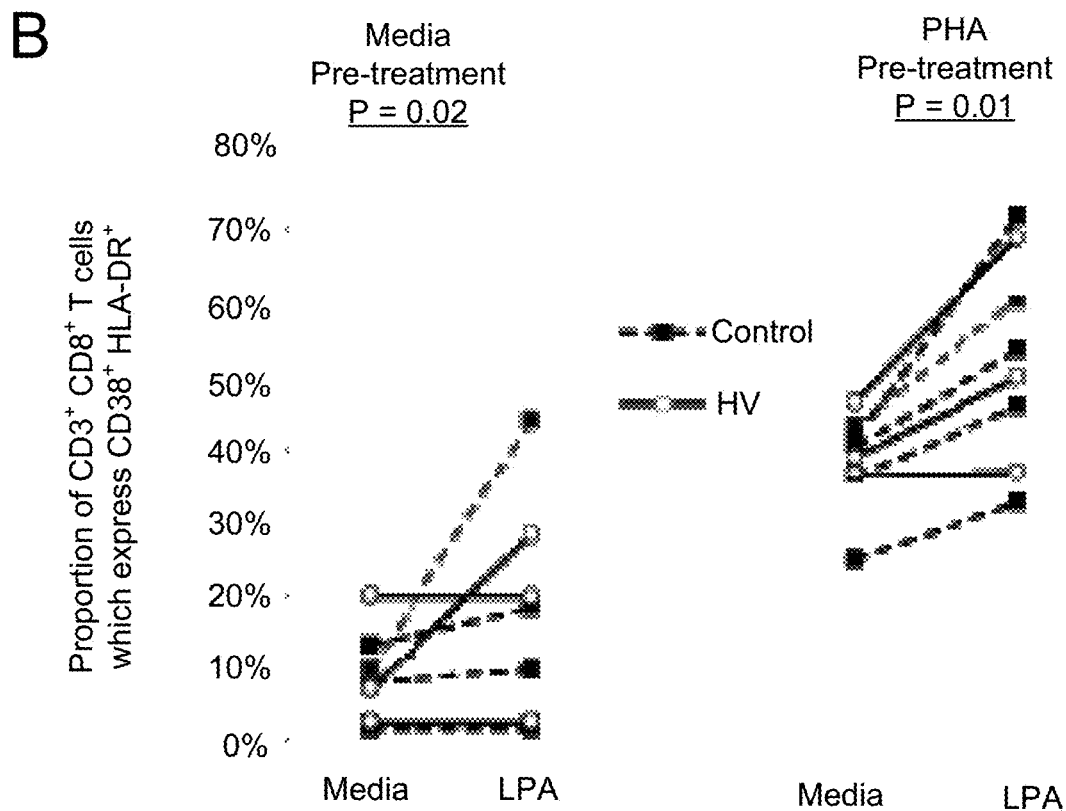 B
Media
Pre-treatment
P = 0.02
PHA
Pre-treatment
P = 0.01
80%
70%
60%
50%
40%
30%
20%
10%
0%
Proportion of CD3⁺ CD8⁺ T cells
which express CD38⁺ HLA-DR⁺
Control
HV
Media
LPA
Media
LPA